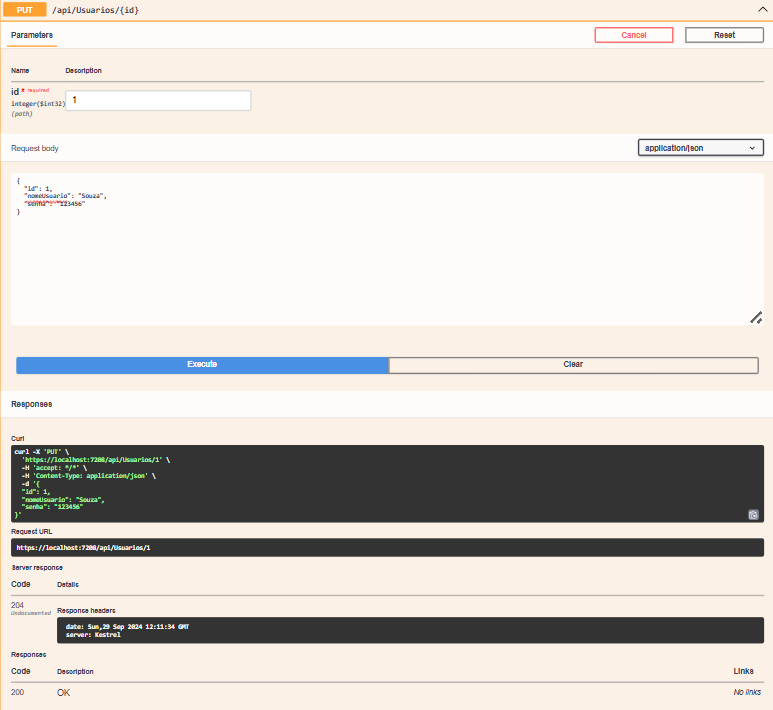 PUT /api/Usuarios/{id}
Parameters
Cancel Reset
Name Description
id * required
integer($int32)
(path)
1
Request body
application/json
{
"id": 1,
"nomeUsuario": "Souza",
"senha": "123456"
}
Execute Clear
Responses
Curl
curl -X 'PUT' \
'https://localhost:7208/api/Usuarios/1' \
-H 'accept: */*' \
-H 'Content-Type: application/json' \
-d '{
"id": 1,
"nomeUsuario": "Souza",
"senha": "123456"
}'
Request URL
https://localhost:7208/api/Usuarios/1
Server response
Code Details
204
Undocumented
Response headers
date: Sun,29 Sep 2024 12:11:34 GMT
server: Kestrel
Responses
Code Description Links
200 OK No links